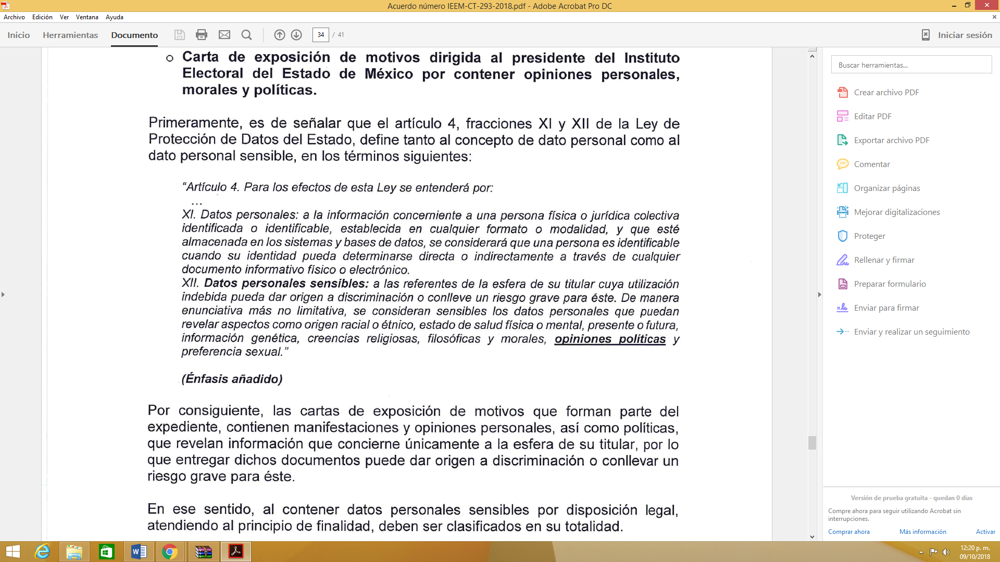 Acuerdo número IEEM-CT-293-2018.pdf - Adobe Acrobat Pro DC
Archivo Edición Ver Ventana Ayuda
Inicio Herramientas Documento 34 / 41 Iniciar sesión
o Carta de exposición de motivos dirigida al presidente del Instituto
Electoral del Estado de México por contener opiniones personales,
morales y políticas.
Primeramente, es de señalar que el artículo 4, fracciones XI y XII de la Ley de
Protección de Datos del Estado, define tanto al concepto de dato personal como al
dato personal sensible, en los términos siguientes:
“Artículo 4. Para los efectos de esta Ley se entenderá por:
...
XI. Datos personales: a la información concerniente a una persona física o jurídica colectiva
identificada o identificable, establecida en cualquier formato o modalidad, y que esté
almacenada en los sistemas y bases de datos, se considerará que una persona es identificable
cuando su identidad pueda determinarse directa o indirectamente a través de cualquier
documento informativo físico o electrónico.
XII. Datos personales sensibles: a las referentes de la esfera de su titular cuya utilización
indebida pueda dar origen a discriminación o conlleve un riesgo grave para éste. De manera
enunciativa más no limitativa, se consideran sensibles los datos personales que puedan
revelar aspectos como origen racial o étnico, estado de salud física o mental, presente o futura,
información genética, creencias religiosas, filosóficas y morales, opiniones políticas y
preferencia sexual.”
(Énfasis añadido)
Por consiguiente, las cartas de exposición de motivos que forman parte del
expediente, contienen manifestaciones y opiniones personales, así como políticas,
que revelan información que concierne únicamente a la esfera de su titular, por lo
que entregar dichos documentos puede dar origen a discriminación o conllevar un
riesgo grave para éste.
En ese sentido, al contener datos personales sensibles por disposición legal,
atendiendo al principio de finalidad, deben ser clasificados en su totalidad.
Buscar herramientas...
Crear archivo PDF
Editar PDF
Exportar archivo PDF
Comentar
Organizar páginas
Mejorar digitalizaciones
Proteger
Rellenar y firmar
Preparar formulario
Enviar para firmar
Enviar y realizar un seguimiento
Versión de prueba gratuita - quedan 0 días
Compre ahora para seguir utilizando Acrobat sin
interrupciones.
Comprar ahora Más información Activar
12:20 p. m.
09/10/2018